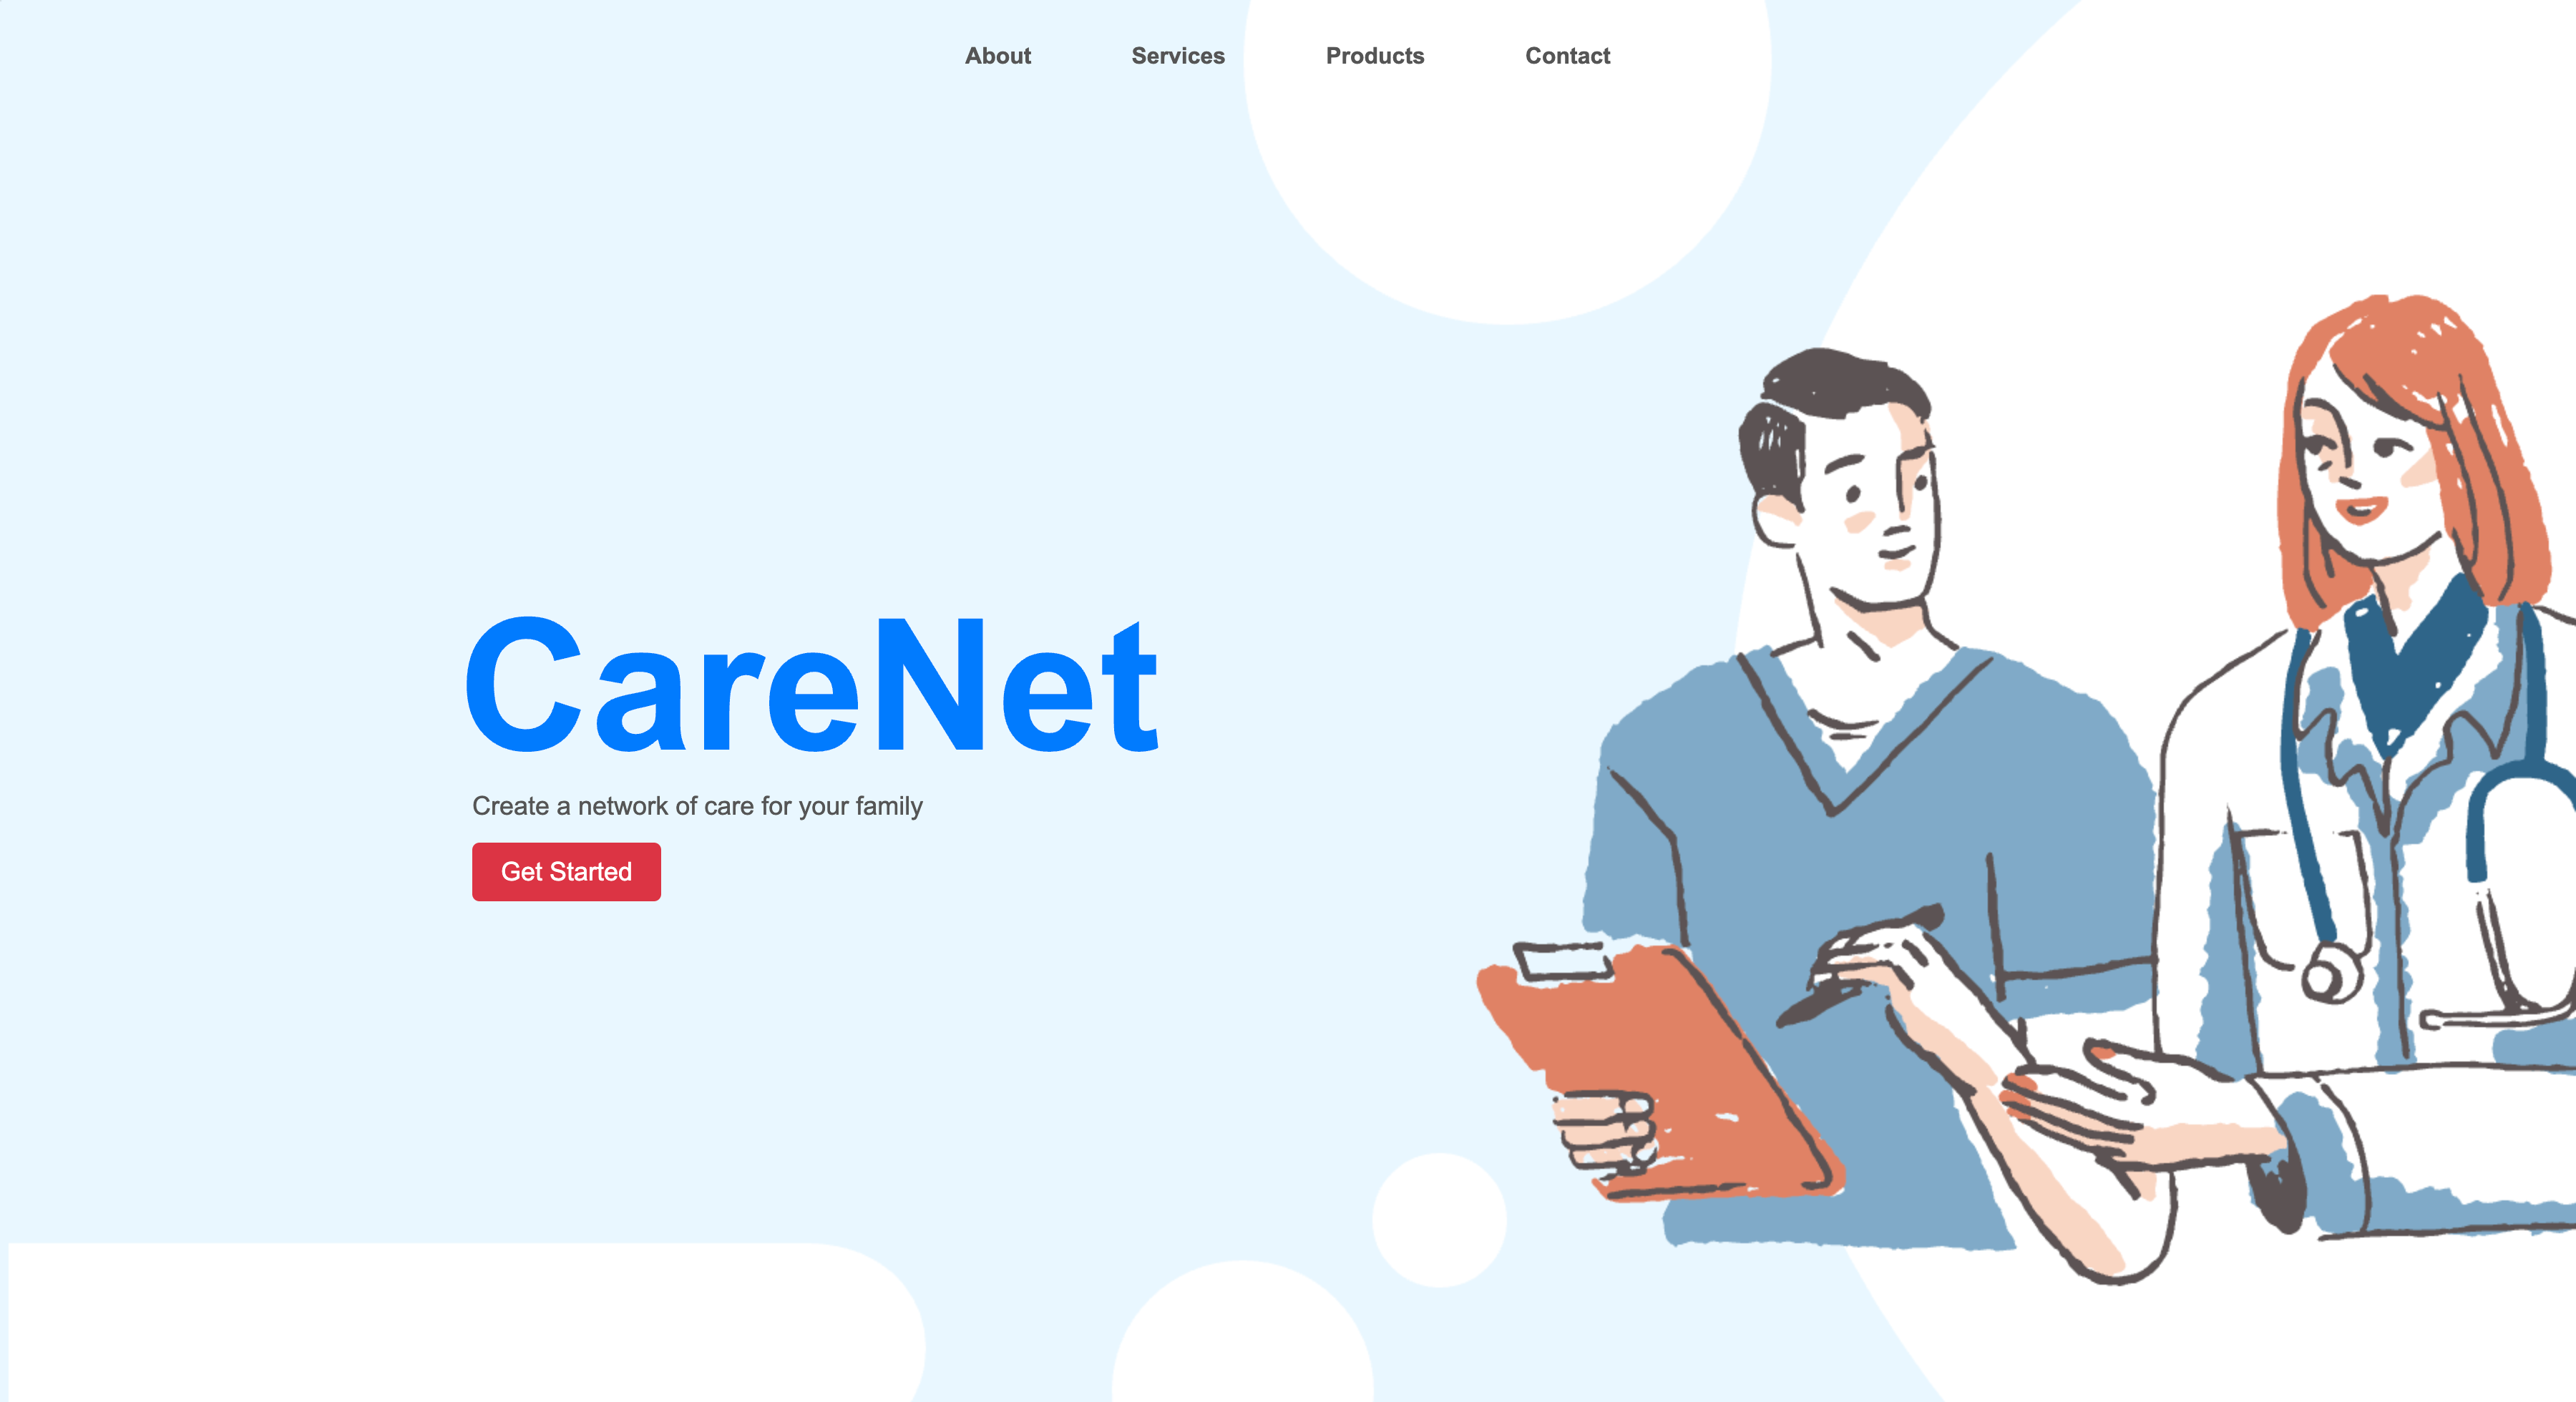 About Services Products Contact
CareNet
Create a network of care for your family
Get Started